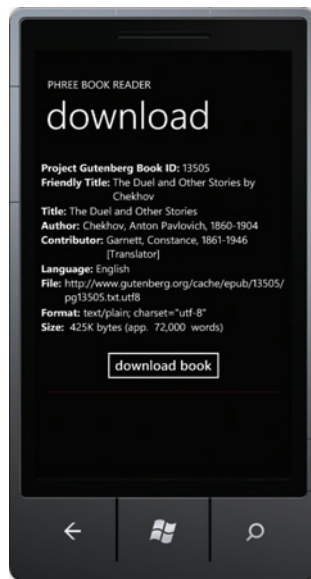 PHREE BOOK READER
download
Project Gutenberg Book ID: 13505
Friendly Title: The Duel and Other Stories by
Chekhov
Title: The Duel and Other Stories
Author: Chekhov, Anton Pavlovich, 1860-1904
Contributor: Garnett, Constance, 1861-1946
[Translator]
Language: English
File: http://www.gutenberg.org/cache/epub/13505/
pg13505.txt.utf8
Format: text/plain; charset="utf-8"
Size: 425K bytes (app. 72,000 words)
download book